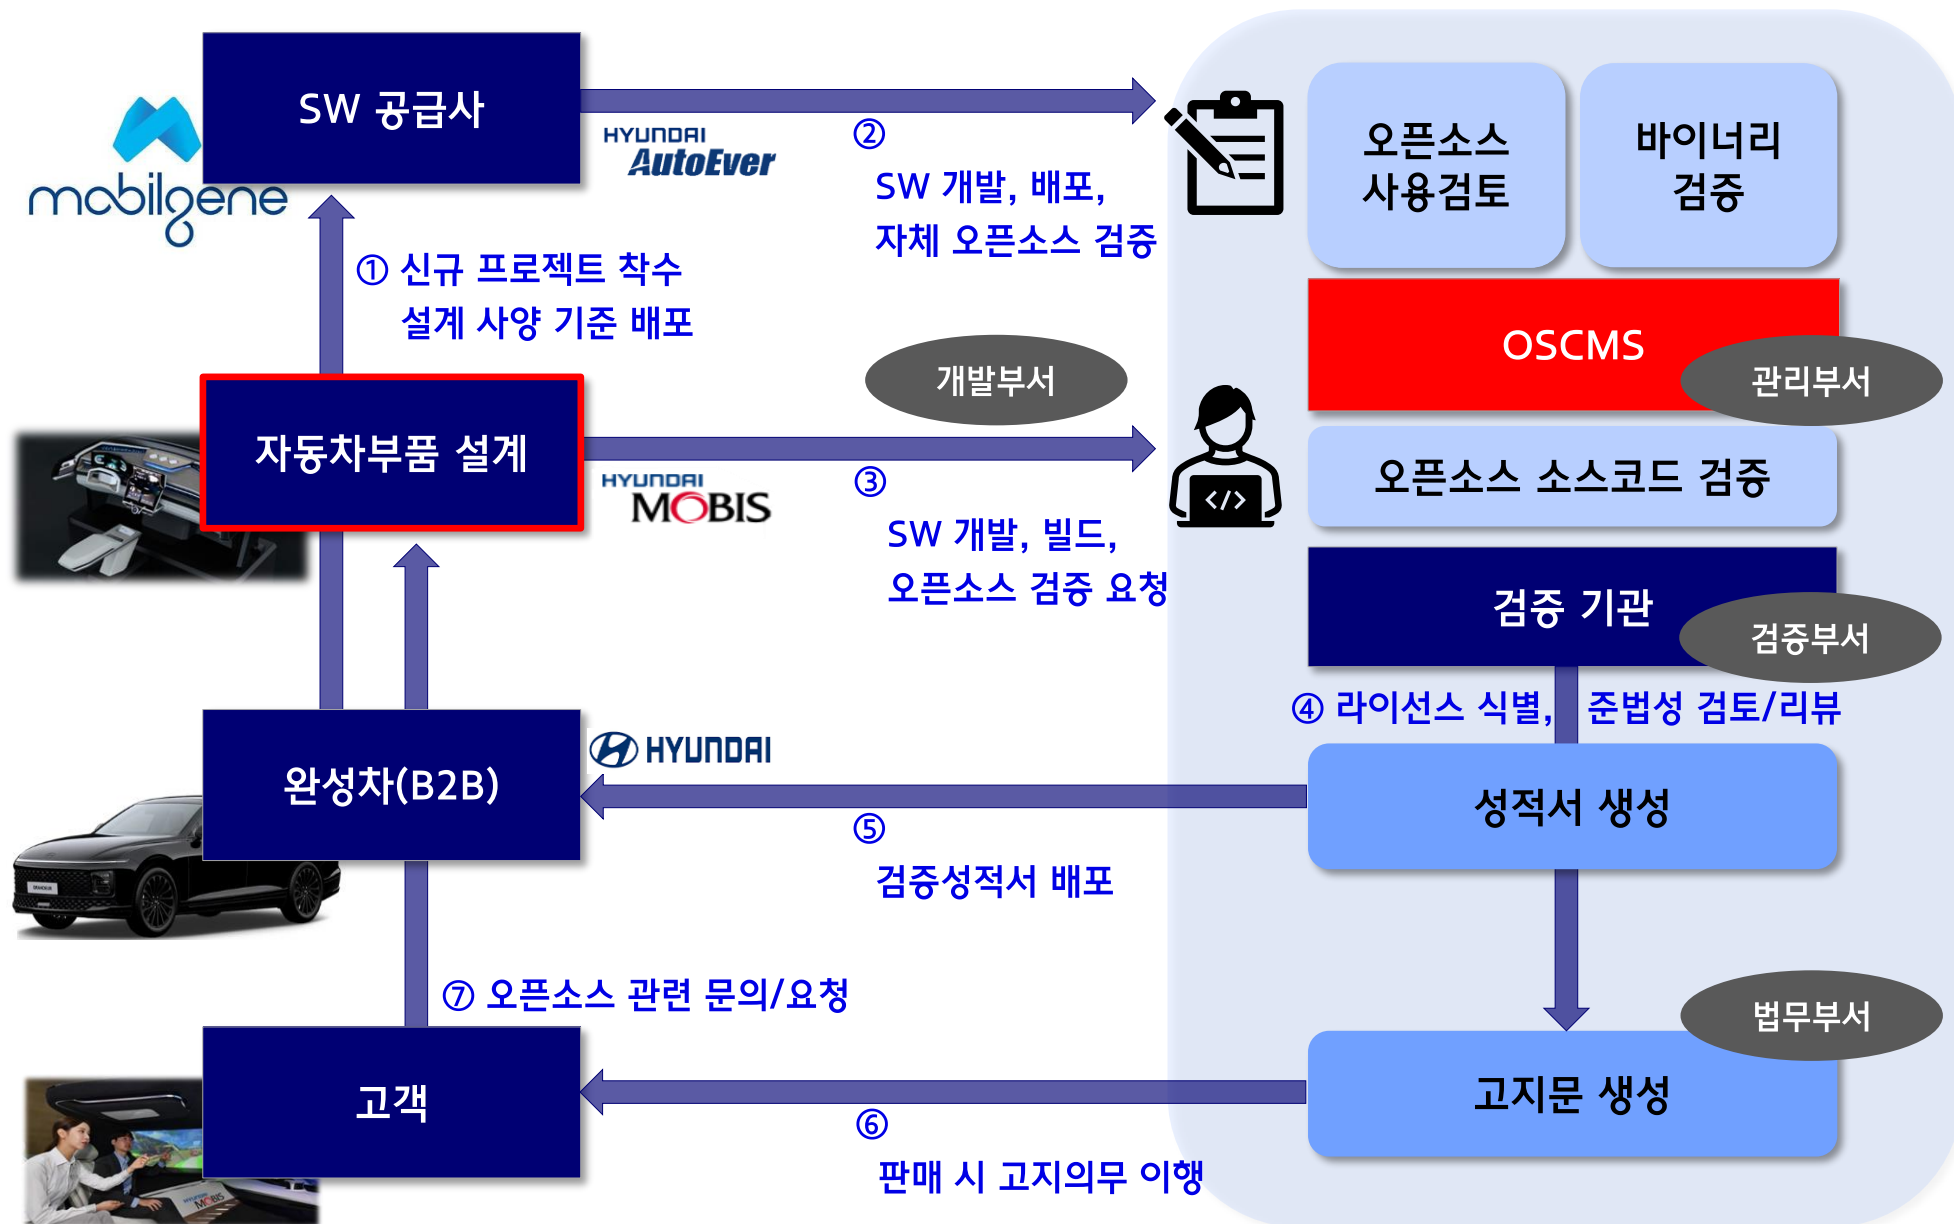 SW 공급사
mobilgene
HYUNDAI
AutoEver
②
SW 개발, 배포,
자체 오픈소스 검증
오픈소스
사용검토
바이너리
검증
① 신규 프로젝트 착수
설계 사양 기준 배포
OSCMS
관리부서
개발부서
자동차부품 설계
HYUNDAI
MOBIS
③
SW 개발, 빌드,
오픈소스 검증 요청
</>
오픈소스 소스코드 검증
검증 기관
검증부서
④ 라이선스 식별, 준법성 검토/리뷰
완성차(B2B)
HYUNDAI
⑤
검증성적서 배포
성적서 생성
⑦ 오픈소스 관련 문의/요청
법무부서
고객
⑥
판매 시 고지의무 이행
고지문 생성
HYUNDAI
MOBIS